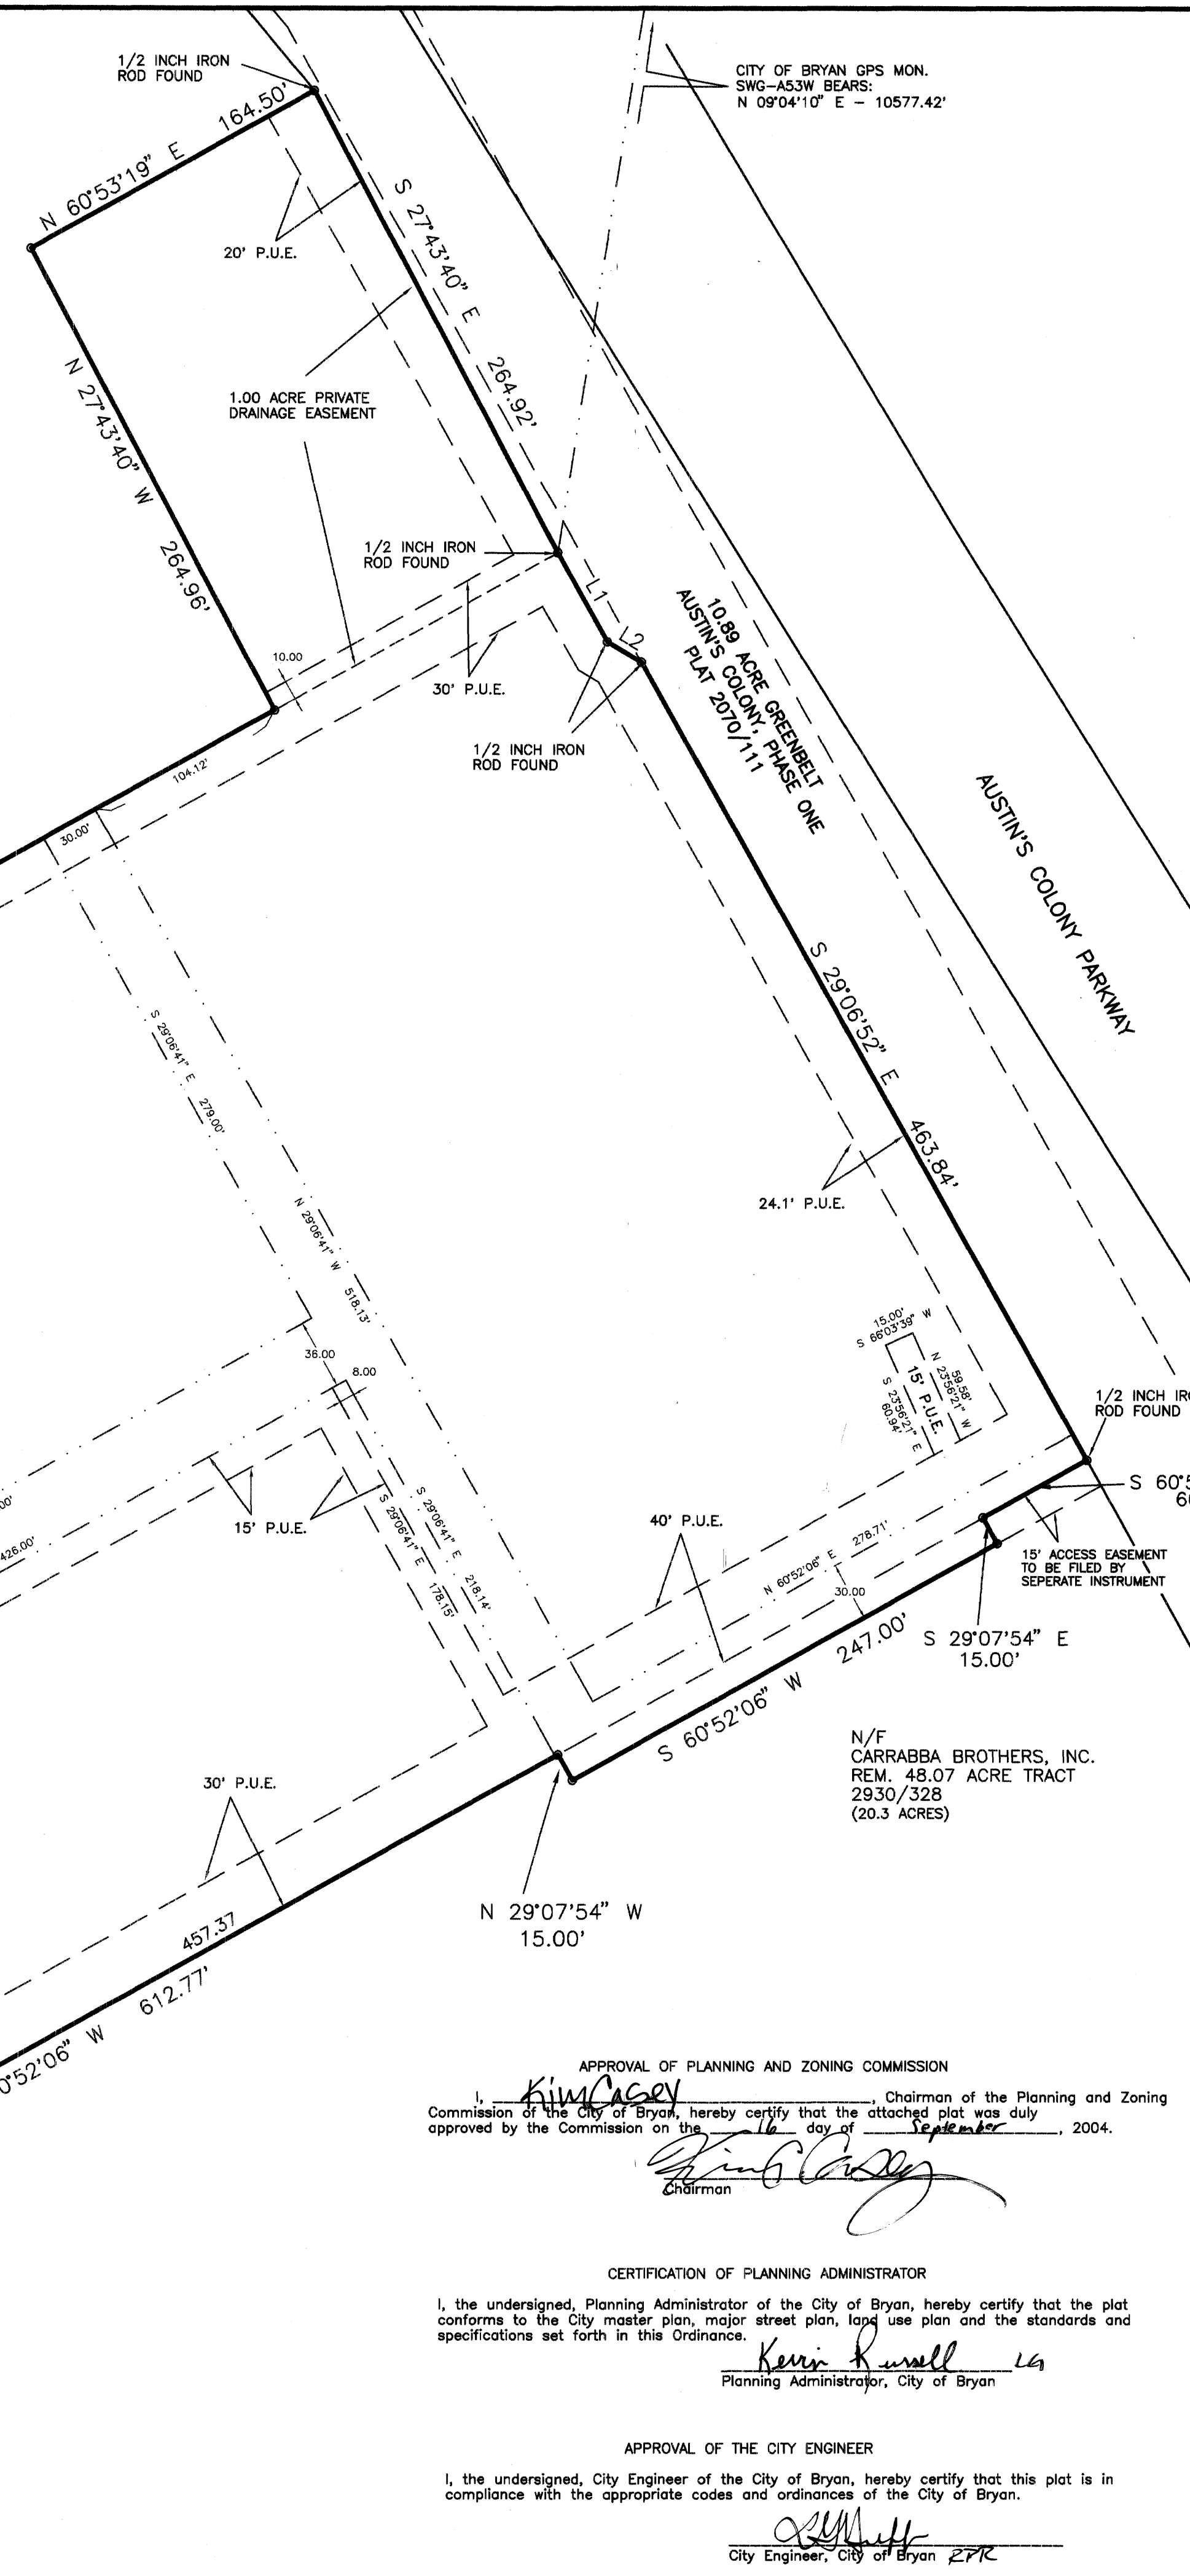 1/2 INCH IRON
ROD FOUND
CITY OF BRYAN GPS MON.
SWG-A53W BEARS:
N 09°04'10" E - 10577.42'
N 60°53'19" E 164.50'
20' P.U.E.
S 27°43'40" E 264.92'
N 27°43'40" W 264.96'
1.00 ACRE PRIVATE
DRAINAGE EASEMENT
1/2 INCH IRON
ROD FOUND
L1
L2
10.00
30' P.U.E.
1/2 INCH IRON
ROD FOUND
10.89 ACRE GREENBELT
AUSTIN'S COLONY, PHASE ONE
PLAT 2070/111
AUSTIN'S COLONY PARKWAY
104.12'
30.00'
S 29°06'52" E 463.84'
S 29°06'41" E 279.00'
N 29°06'41" W 518.13'
24.1' P.U.E.
15.00'
S 66°03'39" W
59.58'
N 23°56'21" W
15' P.U.E.
S 23°56'21" E
60.94'
36.00
8.00
1/2 INCH IR
ROD FOUND
S 60°5
6
00'
426.00'
15' P.U.E.
S 29°06'41" E 218.14'
S 29°06'41" E 178.15'
40' P.U.E.
N 60°52'06" E 278.71'
30.00
15' ACCESS EASEMENT
TO BE FILED BY
SEPERATE INSTRUMENT
S 29°07'54" E
15.00'
S 60°52'06" W 247.00'
N/F
CARRABBA BROTHERS, INC.
REM. 48.07 ACRE TRACT
2930/328
(20.3 ACRES)
30' P.U.E.
N 29°07'54" W
15.00'
457.37
0°52'06" W 612.77'
APPROVAL OF PLANNING AND ZONING COMMISSION
I, Kim Casey, Chairman of the Planning and Zoning
Commission of the City of Bryan, hereby certify that the attached plat was duly
approved by the Commission on the 16 day of September, 2004.
Kim Casey
Chairman
CERTIFICATION OF PLANNING ADMINISTRATOR
I, the undersigned, Planning Administrator of the City of Bryan, hereby certify that the plat
conforms to the City master plan, major street plan, land use plan and the standards and
specifications set forth in this Ordinance.
Kevin Russell
Planning Administrator, City of Bryan
APPROVAL OF THE CITY ENGINEER
I, the undersigned, City Engineer of the City of Bryan, hereby certify that this plat is in
compliance with the appropriate codes and ordinances of the City of Bryan.
City Engineer, City of Bryan